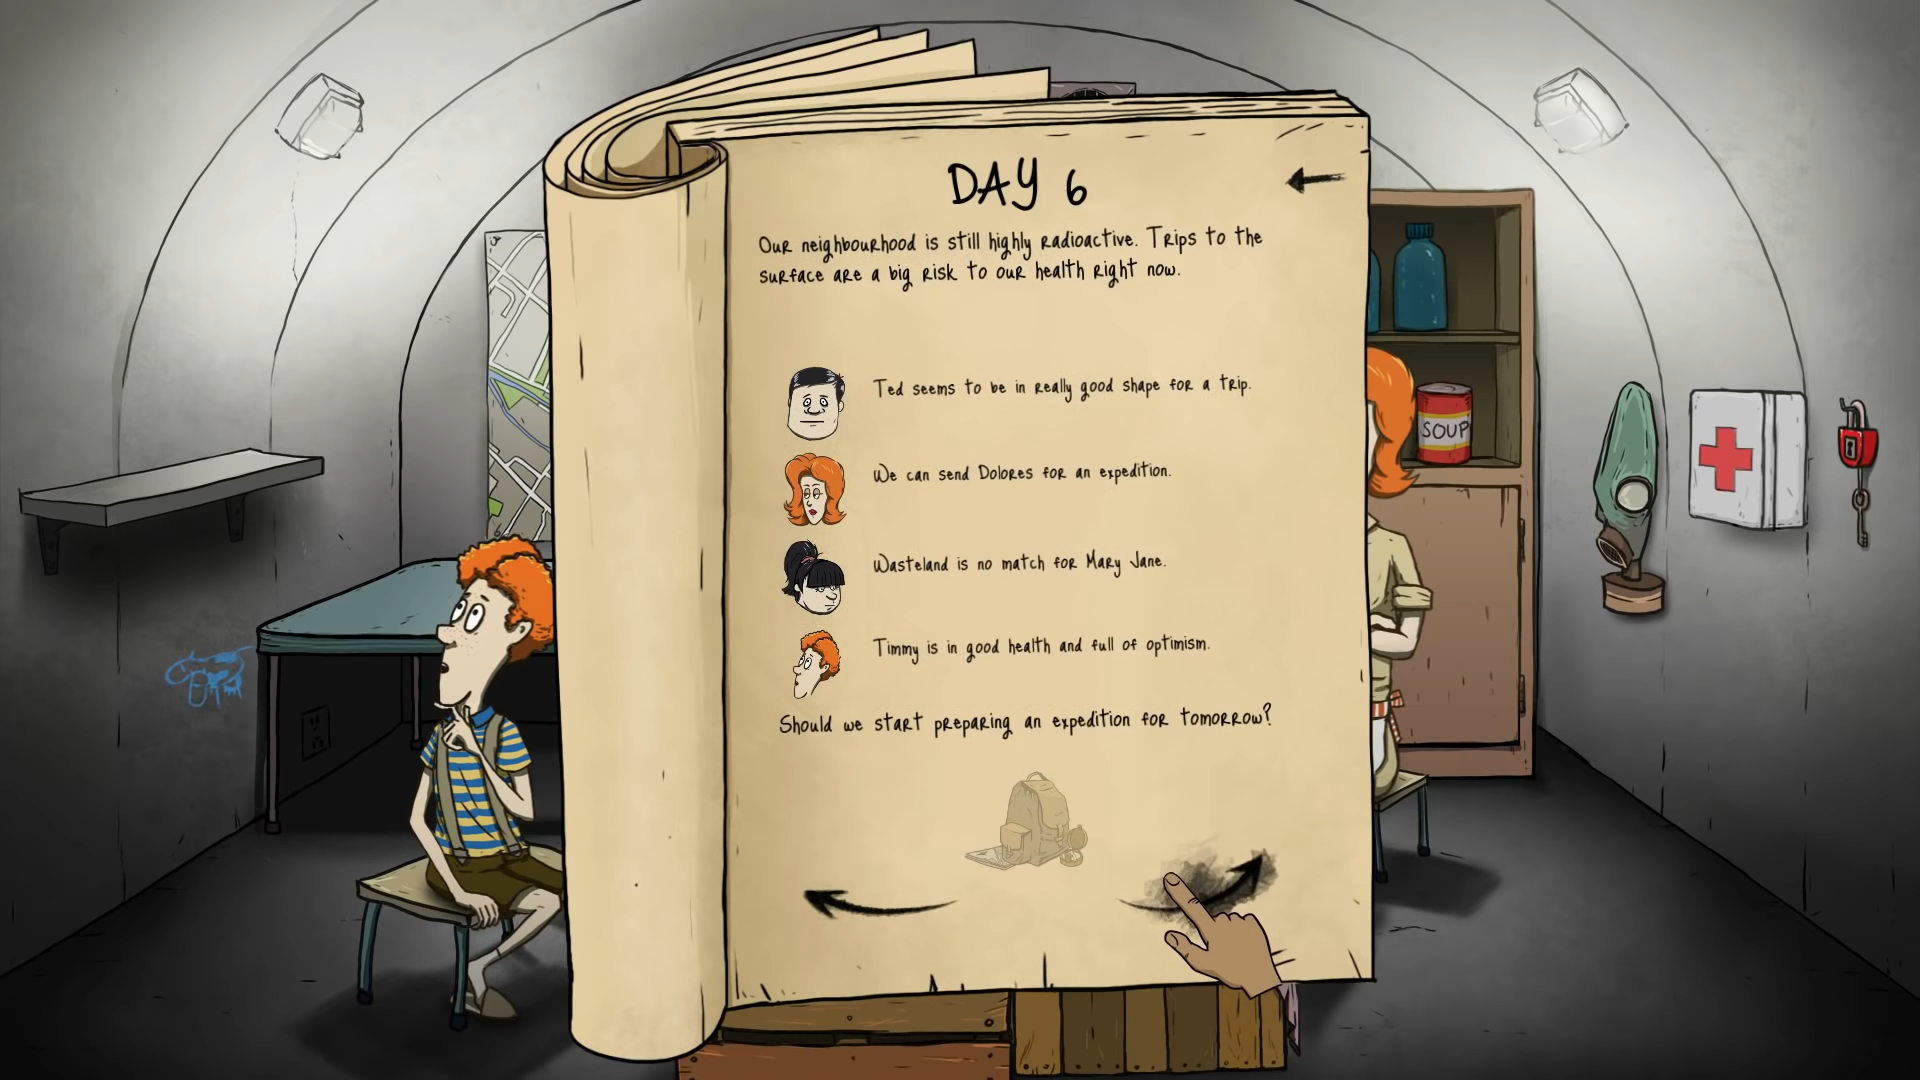 DAY 6
Our neighbourhood is still highly radioactive. Trips to the
surface are a big risk to our health right now.
Ted seems to be in really good shape for a trip.
We can send Dolores for an expedition.
Wasteland is no match for Mary Jane.
Timmy is in good health and full of optimism.
Should we start preparing an expedition for tomorrow?
SOUP